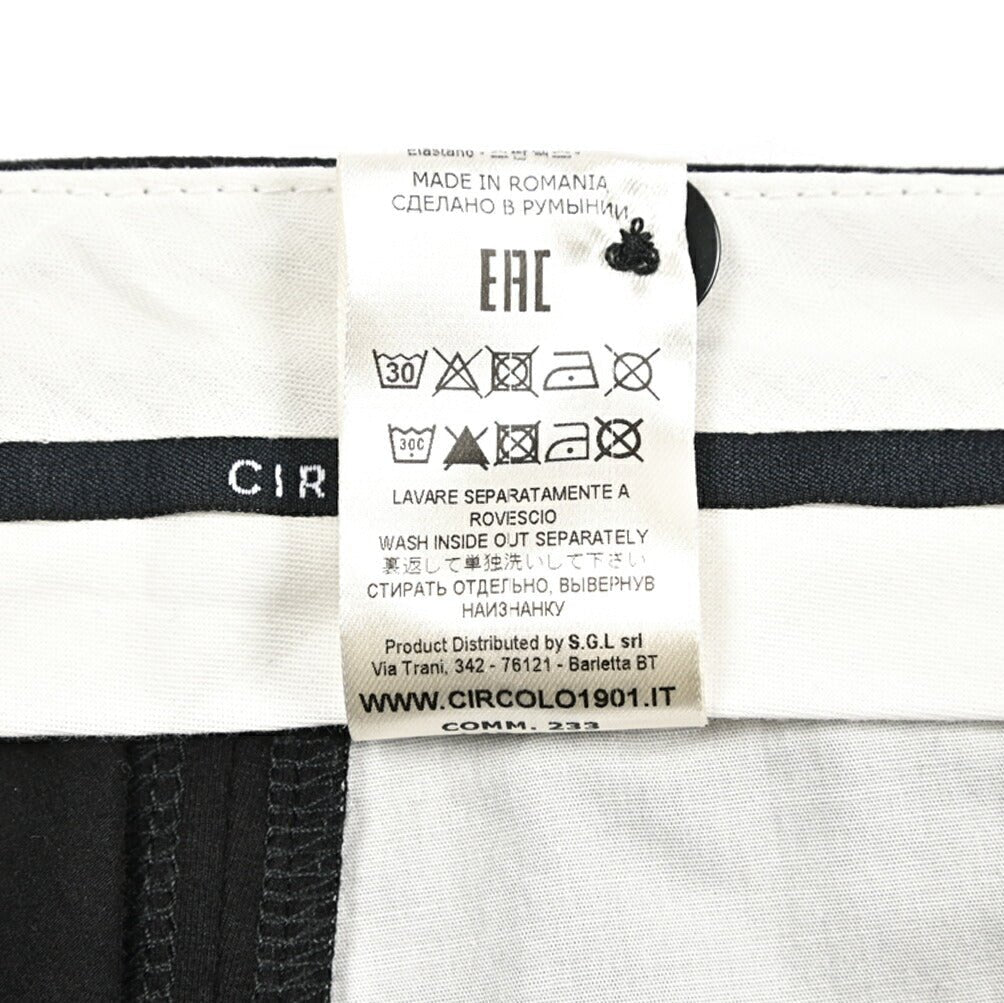 Elastano
MADE IN ROMANIA
СДЕЛАНО В РУМЫНИИ
EAC
30
30C
CIR
LAVARE SEPARATAMENTE A
ROVESCIO
WASH INSIDE OUT SEPARATELY
裏返して単独洗いして下さい
СТИРАТЬ ОТДЕЛЬНО, ВЫВЕРНУВ
НАИЗНАНКУ
Product Distributed by S.G.L srl
Via Trani, 342 - 76121 - Barletta BT
WWW.CIRCOLO1901.IT
COMM. 233